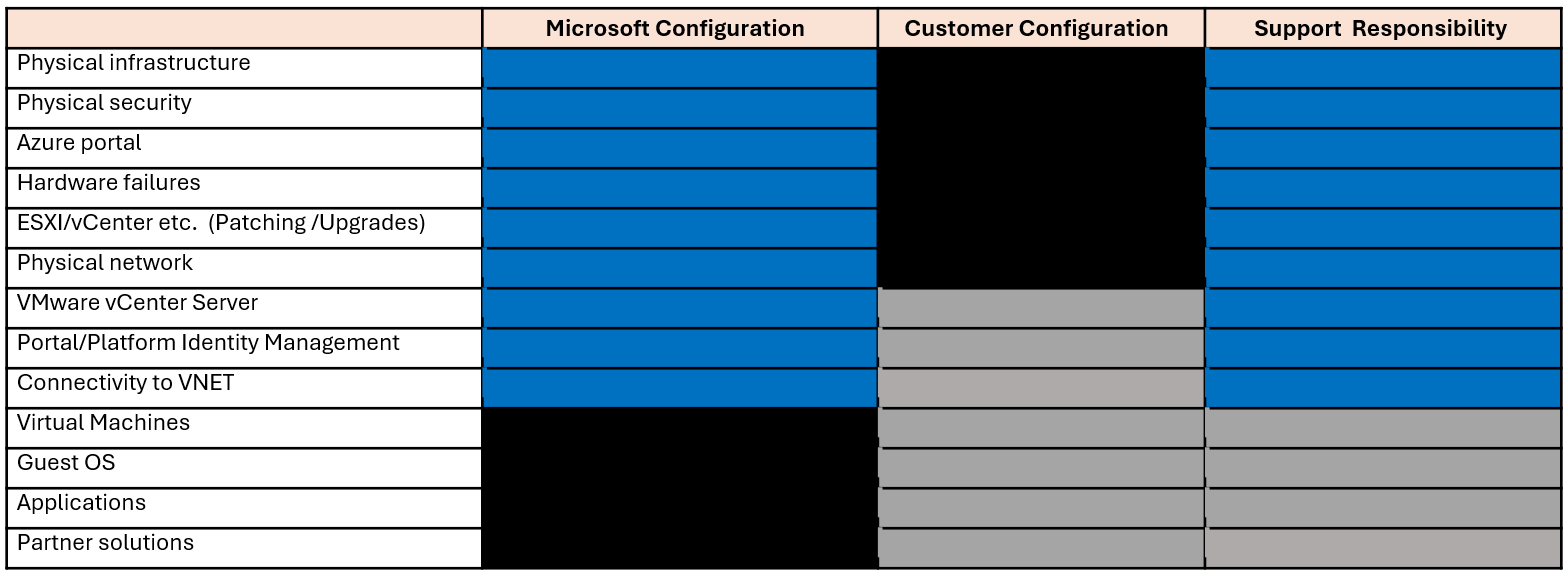 Microsoft Configuration Customer Configuration Support Responsibility
Physical infrastructure
Physical security
Azure portal
Hardware failures
ESXI/vCenter etc. (Patching /Upgrades)
Physical network
VMware vCenter Server
Portal/Platform Identity Management
Connectivity to VNET
Virtual Machines
Guest OS
Applications
Partner solutions